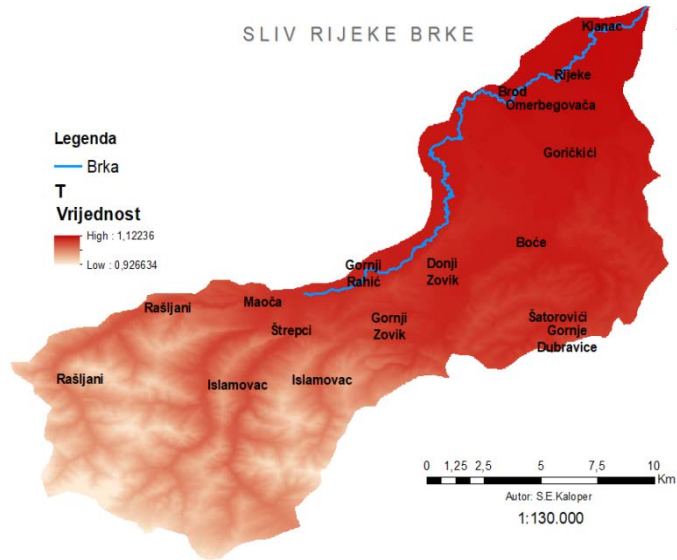 SLIV RIJEKE BRKE
Klanac
Rijeke
Brod
Omerbegovača
Goričkići
Legenda
Brka
T
Vrijednost
High : 1,12236
Low : 0,926634
Boće
Gornji
Rahić
Donji
Zovik
Maoča
Rašljani
Štrepci
Gornji
Zovik
Šatorovići
Gornje
Dubravice
Rašljani
Islamovac
Islamovac
0 1,25 2,5 5 7,5 10
Km
Autor: S.E.Kaloper
1:130.000